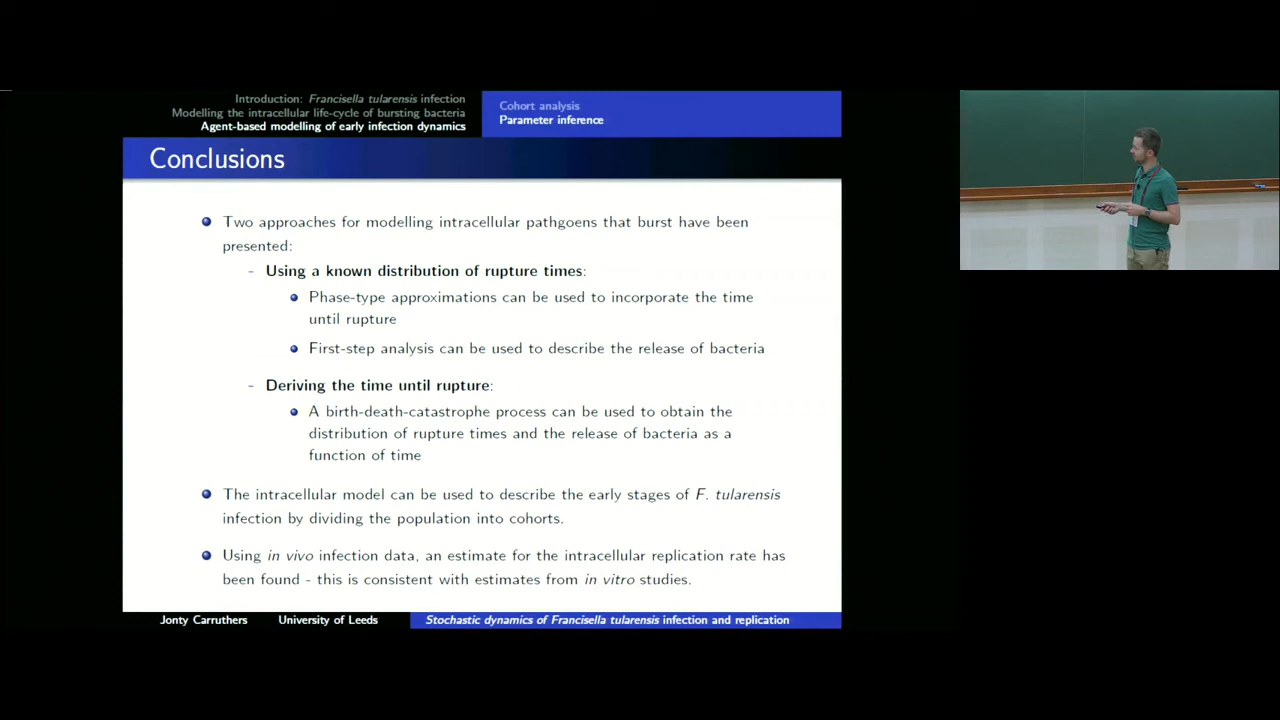 Introduction: Francisella tularensis infection
Modelling the intracellular life-cycle of bursting bacteria
Agent-based modelling of early infection dynamics
Cohort analysis
Parameter inference
Conclusions
Two approaches for modelling intracellular pathgoens that burst have been
presented:
- Using a known distribution of rupture times:
Phase-type approximations can be used to incorporate the time
until rupture
First-step analysis can be used to describe the release of bacteria
- Deriving the time until rupture:
A birth-death-catastrophe process can be used to obtain the
distribution of rupture times and the release of bacteria as a
function of time
The intracellular model can be used to describe the early stages of F. tularensis
infection by dividing the population into cohorts.
Using in vivo infection data, an estimate for the intracellular replication rate has
been found - this is consistent with estimates from in vitro studies.
Jonty Carruthers University of Leeds Stochastic dynamics of Francisella tularensis infection and replication